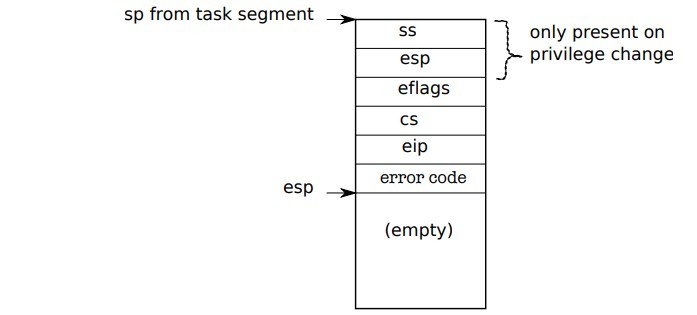 sp from task segment
ss
only present on
privilege change
esp
eflags
cs
eip
error code
esp
(empty)